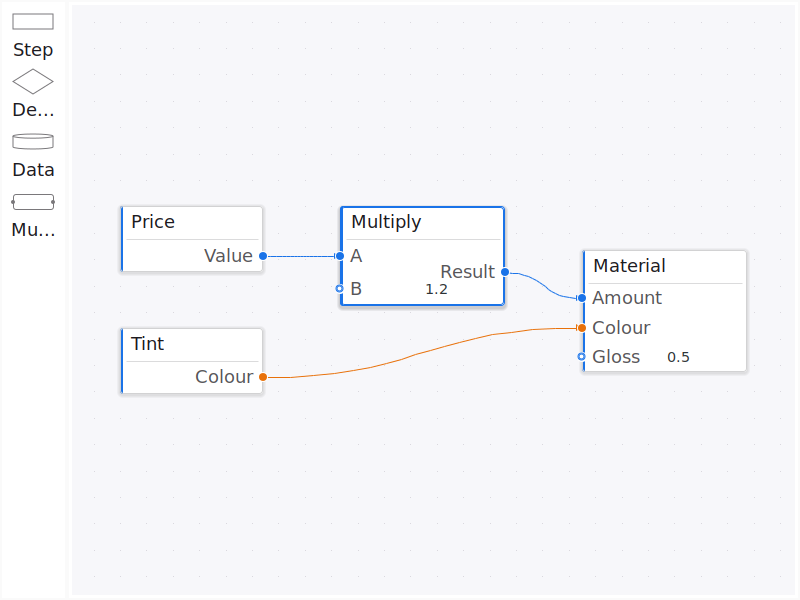 Step
De...
Data
Mu...
Price
Value
Multiply
A
Result
B 1.2
Material
Amount
Colour
Gloss 0.5
Tint
Colour